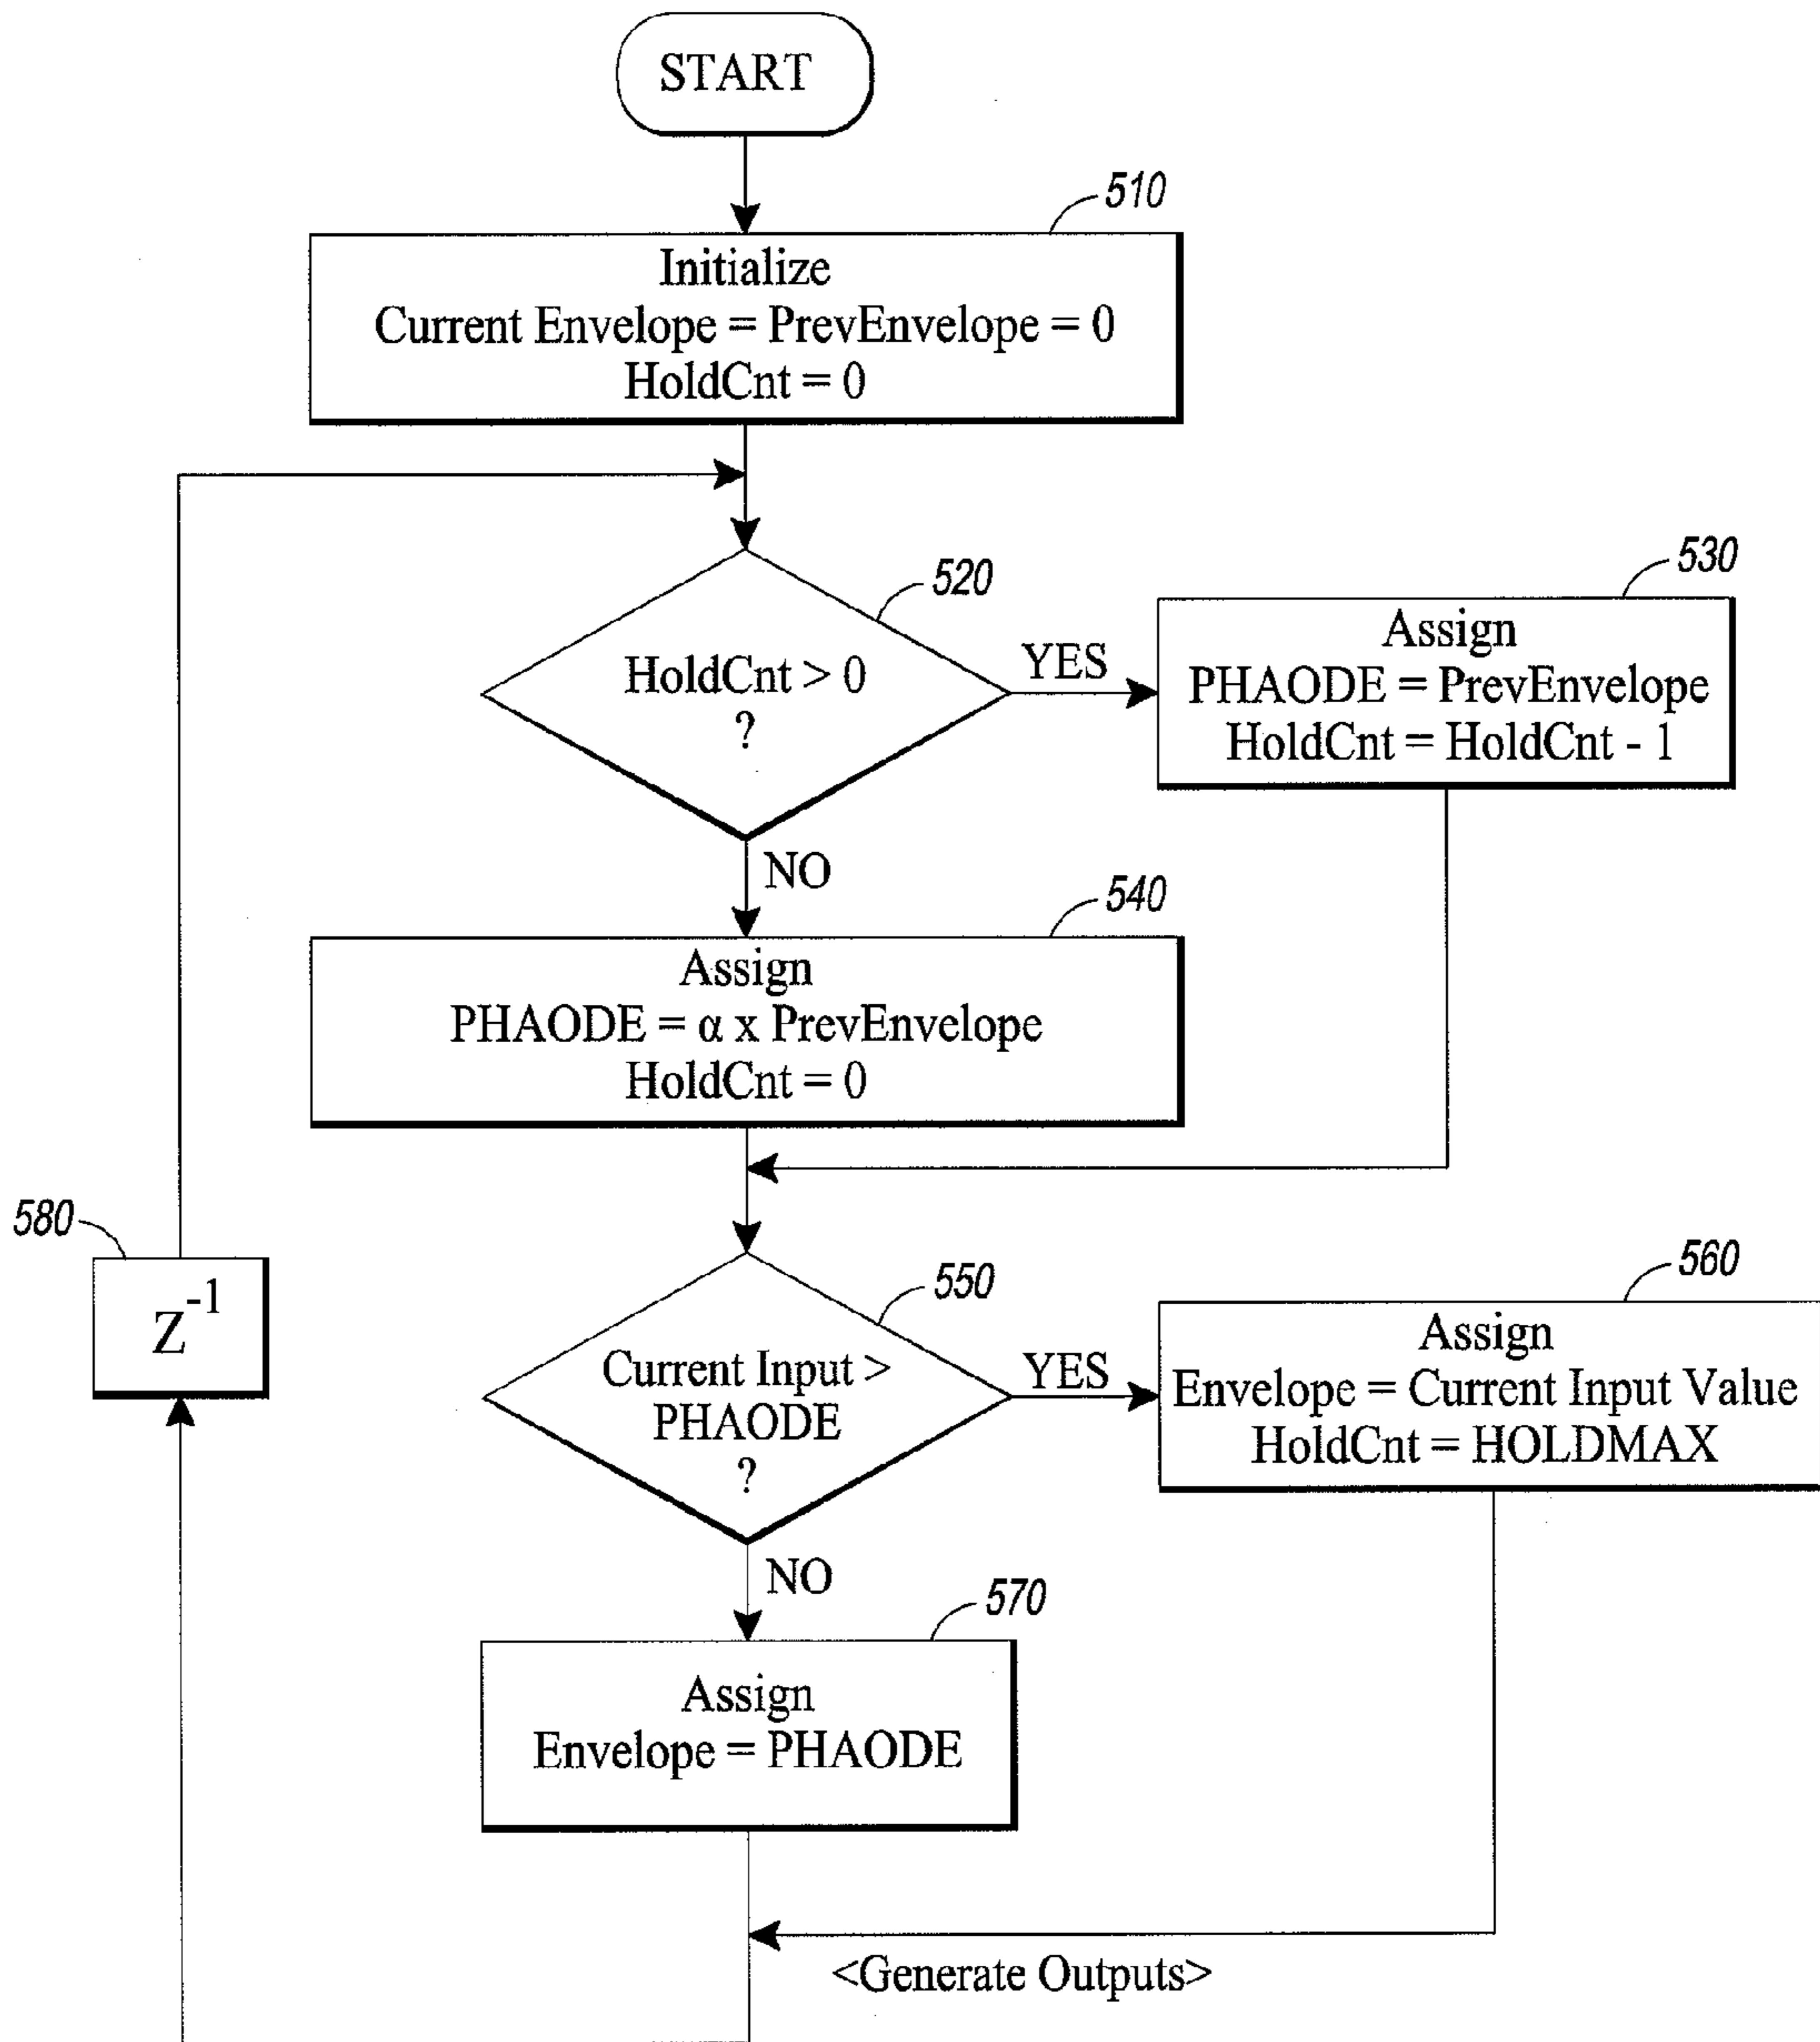 START
510
Initialize
Current Envelope = PrevEnvelope = 0
HoldCnt = 0
520
HoldCnt > 0
?
YES
530
Assign
PHAODE = PrevEnvelope
HoldCnt = HoldCnt - 1
NO
540
Assign
PHAODE = α x PrevEnvelope
HoldCnt = 0
580
Z⁻¹
550
Current Input >
PHAODE
?
YES
560
Assign
Envelope = Current Input Value
HoldCnt = HOLDMAX
NO
570
Assign
Envelope = PHAODE
<Generate Outputs>